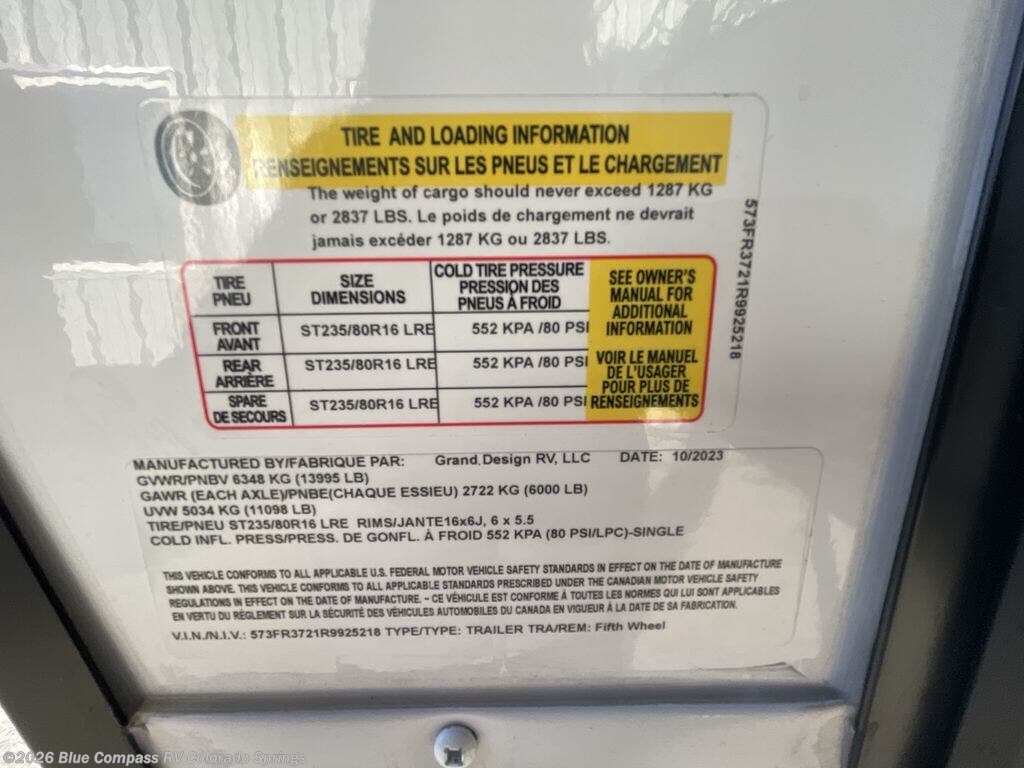 TIRE AND LOADING INFORMATION
RENSEIGNEMENTS SUR LES PNEUS ET LE CHARGEMENT
The weight of cargo should never exceed 1287 KG
or 2837 LBS. Le poids de chargement ne devrait
jamais excéder 1287 KG ou 2837 LBS.
TIRE
PNEU
SIZE
DIMENSIONS
COLD TIRE PRESSURE
PRESSION DES
PNEUS À FROID
FRONT
AVANT
ST235/80R16 LRE
552 KPA /80 PSI
REAR
ARRIÈRE
ST235/80R16 LRE
552 KPA /80 PSI
SPARE
DE SECOURS
ST235/80R16 LRE
552 KPA /80 PSI
SEE OWNER'S
MANUAL FOR
ADDITIONAL
INFORMATION
VOIR LE MANUEL
DE L'USAGER
POUR PLUS DE
RENSEIGNEMENTS
573FR3721R9925218
MANUFACTURED BY/FABRIQUE PAR: Grand Design RV, LLC DATE: 10/2023
GVWR/PNBV 6348 KG (13995 LB)
GAWR (EACH AXLE)/PNBE(CHAQUE ESSIEU) 2722 KG (6000 LB)
UVW 5034 KG (11098 LB)
TIRE/PNEU ST235/80R16 LRE RIMS/JANTE16x6J, 6 x 5.5
COLD INFL. PRESS/PRESS. DE GONFL. À FROID 552 KPA (80 PSI/LPC)-SINGLE
THIS VEHICLE CONFORMS TO ALL APPLICABLE U.S. FEDERAL MOTOR VEHICLE SAFETY STANDARDS IN EFFECT ON THE DATE OF MANUFACTURE
SHOWN ABOVE. THIS VEHICLE CONFORMS TO ALL APPLICABLE STANDARDS PRESCRIBED UNDER THE CANADIAN MOTOR VEHICLE SAFETY
REGULATIONS IN EFFECT ON THE DATE OF MANUFACTURE. - CE VÉHICULE EST CONFORME À TOUTES LES NORMES QUI LUI SONT APPLICABLES
EN VERTU DU RÈGLEMENT SUR LA SÉCURITÉ DES VÉHICULES AUTOMOBILES DU CANADA EN VIGUEUR À LA DATE DE SA FABRICATION.
V.I.N./N.I.V.: 573FR3721R9925218 TYPE/TYPE: TRAILER TRA/REM: Fifth Wheel
©2026 Blue Compass RV Colorado Springs